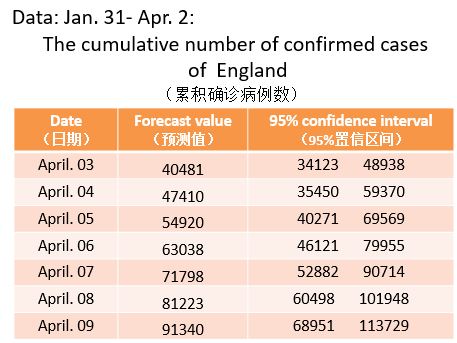 Data: Jan. 31- Apr. 2:
The cumulative number of confirmed cases
of England
（累积确诊病例数）
Date Forecast value 95% confidence interval
（日期） （预测值） （95%置信区间）
April. 03 40481 34123 48938
April. 04 47410 35450 59370
April. 05 54920 40271 69569
April. 06 63038 46121 79955
April. 07 71798 52882 90714
April. 08 81223 60498 101948
April. 09 91340 68951 113729